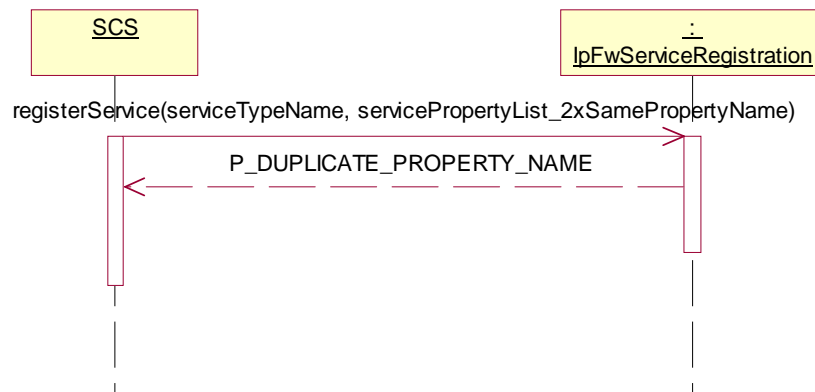 SCS
:
IpFwServiceRegistration
registerService(serviceTypeName, servicePropertyList_2xSamePropertyName)
P_DUPLICATE_PROPERTY_NAME